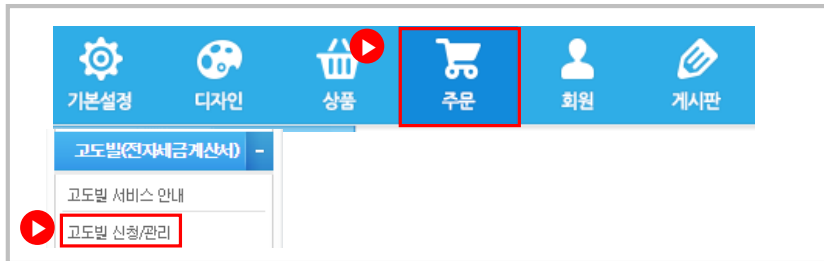 기본설정 디자인 상품 주문 회원 게시판
고도빌(전자세금계산서) -
고도빌 서비스 안내
고도빌 신청/관리